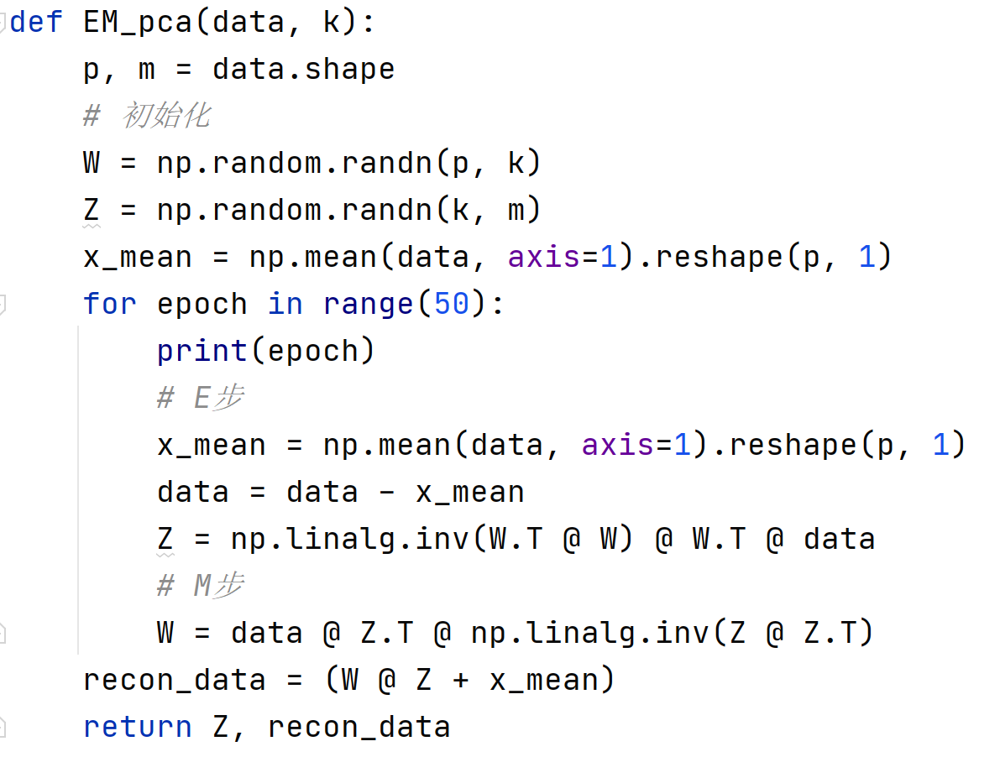 def EM_pca(data, k):
    p, m = data.shape
    # 初始化
    W = np.random.randn(p, k)
    Z = np.random.randn(k, m)
    x_mean = np.mean(data, axis=1).reshape(p, 1)
    for epoch in range(50):
        print(epoch)
        # E步
        x_mean = np.mean(data, axis=1).reshape(p, 1)
        data = data - x_mean
        Z = np.linalg.inv(W.T @ W) @ W.T @ data
        # M步
        W = data @ Z.T @ np.linalg.inv(Z @ Z.T)
    recon_data = (W @ Z + x_mean)
    return Z, recon_data